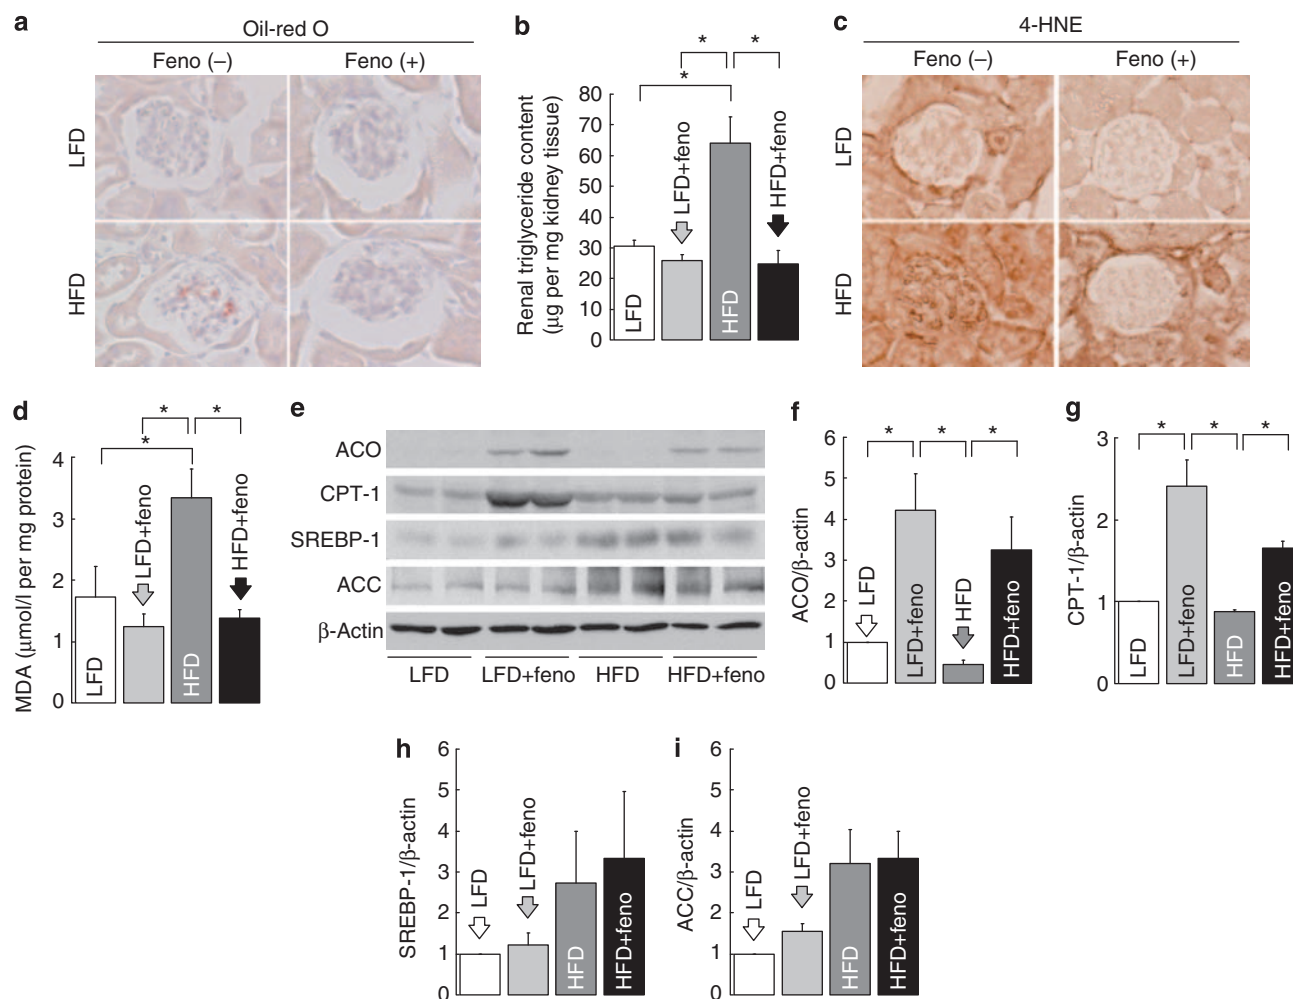 a
Oil-red O
Feno (–)
Feno (+)
LFD
HFD
b
Renal triglyceride content
(µg per mg kidney tissue)
80
70
60
50
40
30
20
10
0
*
*
*
LFD
LFD+feno
HFD
HFD+feno
c
4-HNE
Feno (–)
Feno (+)
LFD
HFD
d
MDA (µmol/l per mg protein)
4
3
2
1
0
*
*
*
LFD
LFD+feno
HFD
HFD+feno
e
ACO
CPT-1
SREBP-1
ACC
β-Actin
LFD
LFD+feno
HFD
HFD+feno
f
ACO/β-actin
6
5
4
3
2
1
0
*
*
*
LFD
LFD+feno
HFD
HFD+feno
g
CPT-1/β-actin
3
2
1
0
*
*
*
LFD
LFD+feno
HFD
HFD+feno
h
SREBP-1/β-actin
6
5
4
3
2
1
0
LFD
LFD+feno
HFD
HFD+feno
i
ACC/β-actin
6
5
4
3
2
1
0
LFD
LFD+feno
HFD
HFD+feno